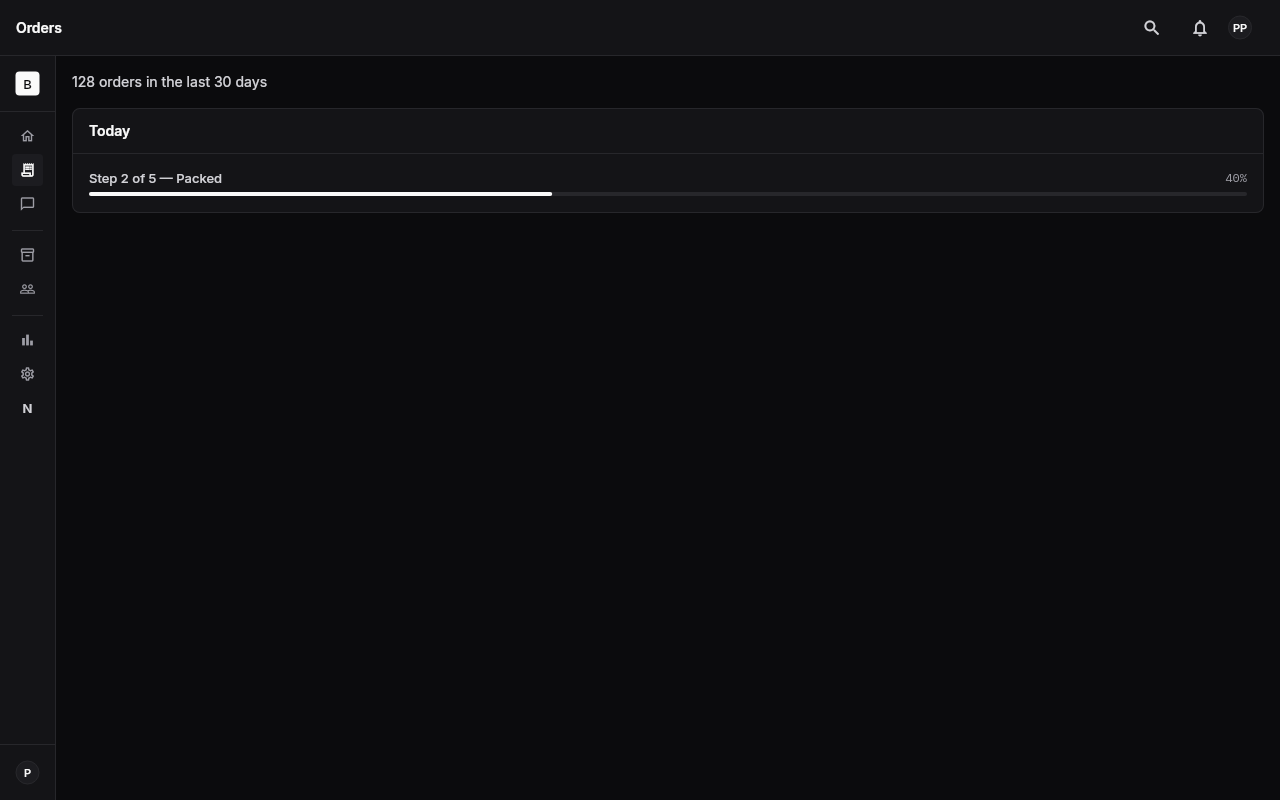 Orders
PP
B
128 orders in the last 30 days
Today
Step 2 of 5 — Packed
40%
N
P